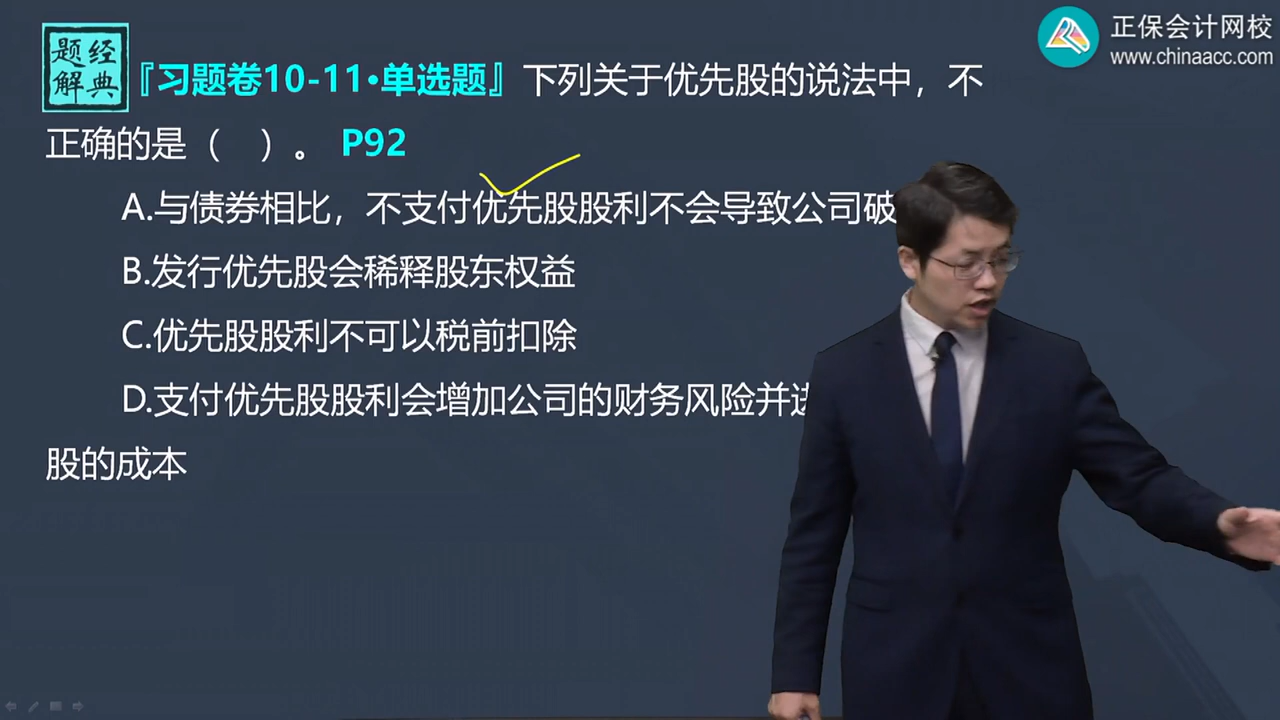 正保会计网校
www.chinaacc.com
经典题解
『习题卷10-11·单选题』下列关于优先股的说法中，不
正确的是（　）。 P92
A.与债券相比，不支付优先股股利不会导致公司破
B.发行优先股会稀释股东权益
C.优先股股利不可以税前扣除
D.支付优先股股利会增加公司的财务风险并进
股的成本